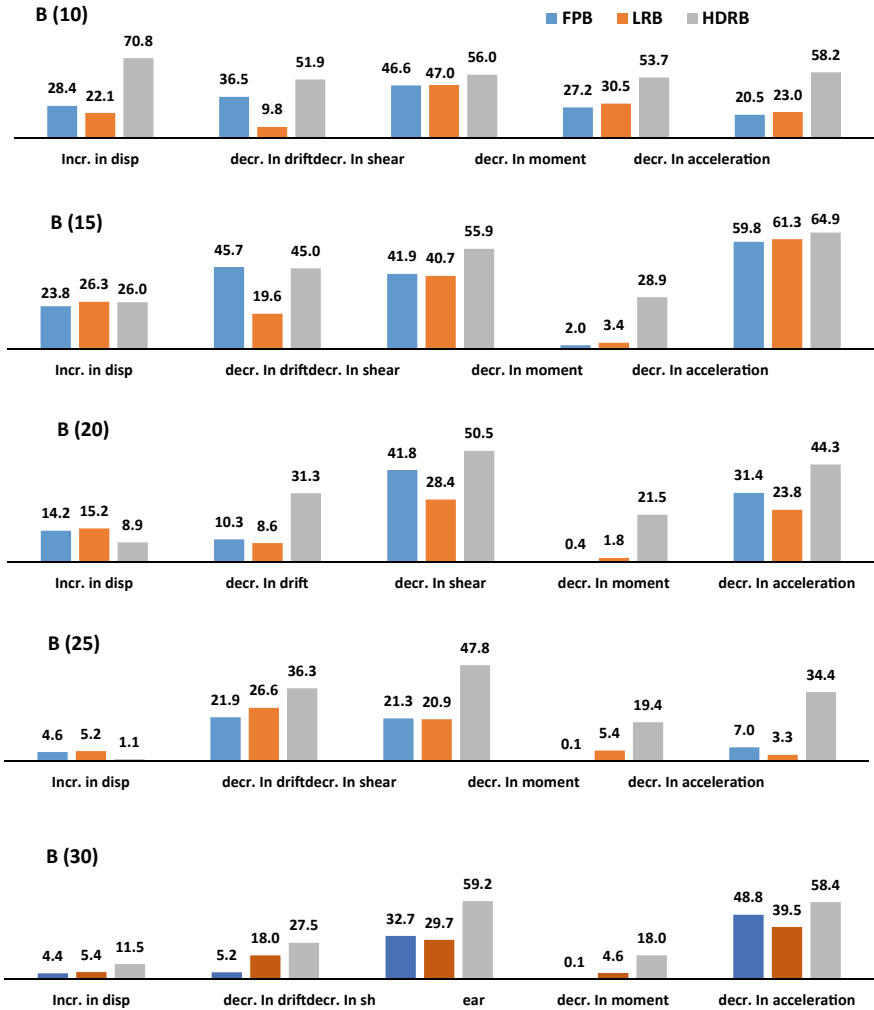 B (10)
FPB LRB HDRB
28.4 22.1 70.8 36.5 9.8 51.9 46.6 47.0 56.0 27.2 30.5 53.7 20.5 23.0 58.2
Incr. in disp decr. In driftdecr. In shear decr. In moment decr. In acceleration
B (15)
23.8 26.3 26.0 45.7 19.6 45.0 41.9 40.7 55.9 2.0 3.4 28.9 59.8 61.3 64.9
Incr. in disp decr. In driftdecr. In shear decr. In moment decr. In acceleration
B (20)
14.2 15.2 8.9 10.3 8.6 31.3 41.8 28.4 50.5 0.4 1.8 21.5 31.4 23.8 44.3
Incr. in disp decr. In drift decr. In shear decr. In moment decr. In acceleration
B (25)
4.6 5.2 1.1 21.9 26.6 36.3 21.3 20.9 47.8 0.1 5.4 19.4 7.0 3.3 34.4
Incr. in disp decr. In driftdecr. In shear decr. In moment decr. In acceleration
B (30)
4.4 5.4 11.5 5.2 18.0 27.5 32.7 29.7 59.2 0.1 4.6 18.0 48.8 39.5 58.4
Incr. in disp decr. In driftdecr. In sh ear decr. In moment decr. In acceleration